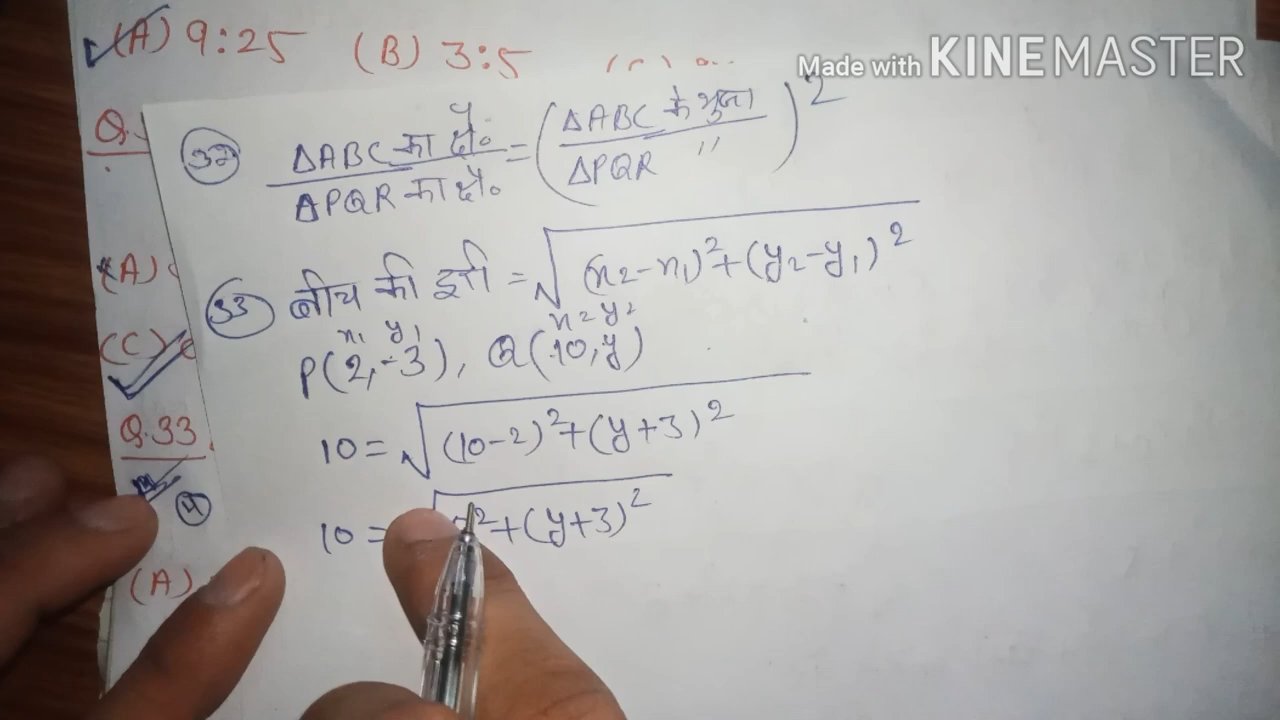 (A) 9:25 (B) 3:5
Made with KINEMASTER
Q.
32 ΔABC का क्षे० / ΔPQR का क्षे० = (ΔABC के भुजा / ΔPQR ")²
(A)
33 बीच की दूरी = √(x₂-x₁)²+(y₂-y₁)²
(C)
x₁ y₁ x₂ y₂
P(2,-3), Q(10,y)
Q.33
10=√(10-2)²+(y+3)²
4
10= ²+(y+3)²
(A)